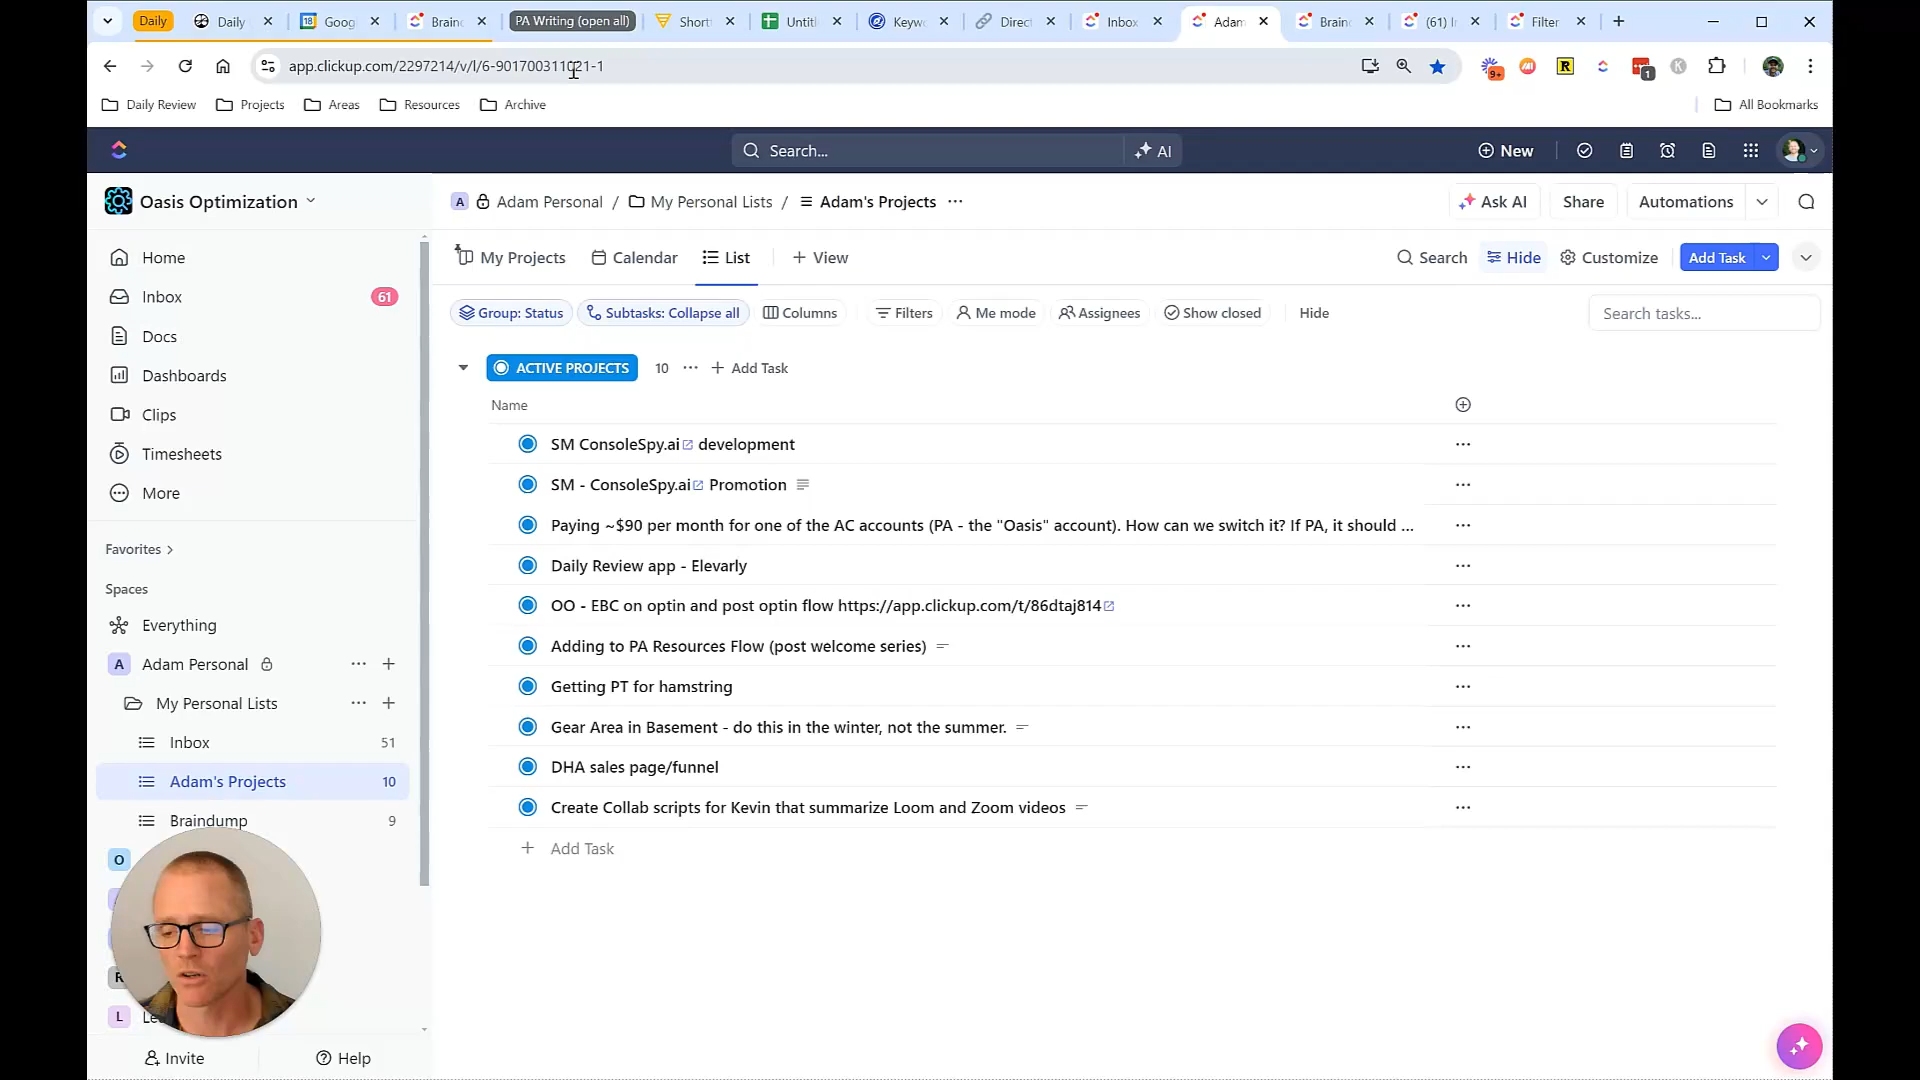 Daily
Daily
Goog
Brainc
PA Writing (open all)
Short
Untitl
Keyw
Direct
Inbox
Adam
Brainc
(61) I
Filter
app.clickup.com/2297214/v/l/6-901700311021-1
9+
R
1
K
Daily Review
Projects
Areas
Resources
Archive
All Bookmarks
Search...
AI
New
Oasis Optimization
A
Adam Personal / My Personal Lists / Adam's Projects
Ask AI
Share
Automations
Home
Inbox
61
Docs
Dashboards
Clips
Timesheets
More
Favorites
Spaces
Everything
A
Adam Personal
My Personal Lists
Inbox
51
Adam's Projects
10
Braindump
9
O
R
L
Invite
Help
My Projects
Calendar
List
View
Search
Hide
Customize
Add Task
Group: Status
Subtasks: Collapse all
Columns
Filters
Me mode
Assignees
Show closed
Hide
Search tasks...
ACTIVE PROJECTS
10
Add Task
Name
SM ConsoleSpy.ai development
SM - ConsoleSpy.ai Promotion
Paying ~$90 per month for one of the AC accounts (PA - the "Oasis" account). How can we switch it? If PA, it should ...
Daily Review app - Elevarly
OO - EBC on optin and post optin flow https://app.clickup.com/t/86dtaj814
Adding to PA Resources Flow (post welcome series)
Getting PT for hamstring
Gear Area in Basement - do this in the winter, not the summer.
DHA sales page/funnel
Create Collab scripts for Kevin that summarize Loom and Zoom videos
Add Task